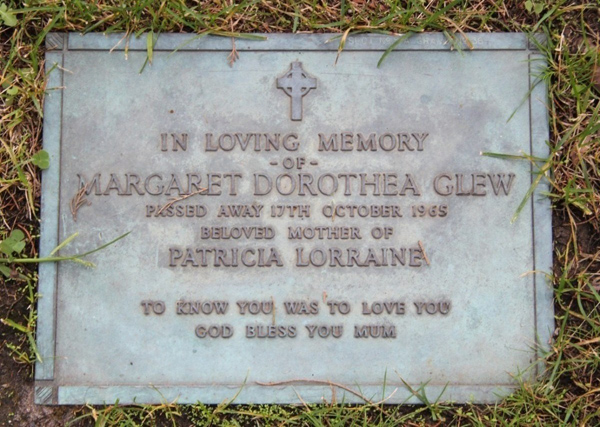 IN LOVING MEMORY
-OF-
MARGARET DOROTHEA GLEW
PASSED AWAY 17TH OCTOBER 1965
BELOVED MOTHER OF
PATRICIA LORRAINE
TO KNOW YOU WAS TO LOVE YOU
GOD BLESS YOU MUM